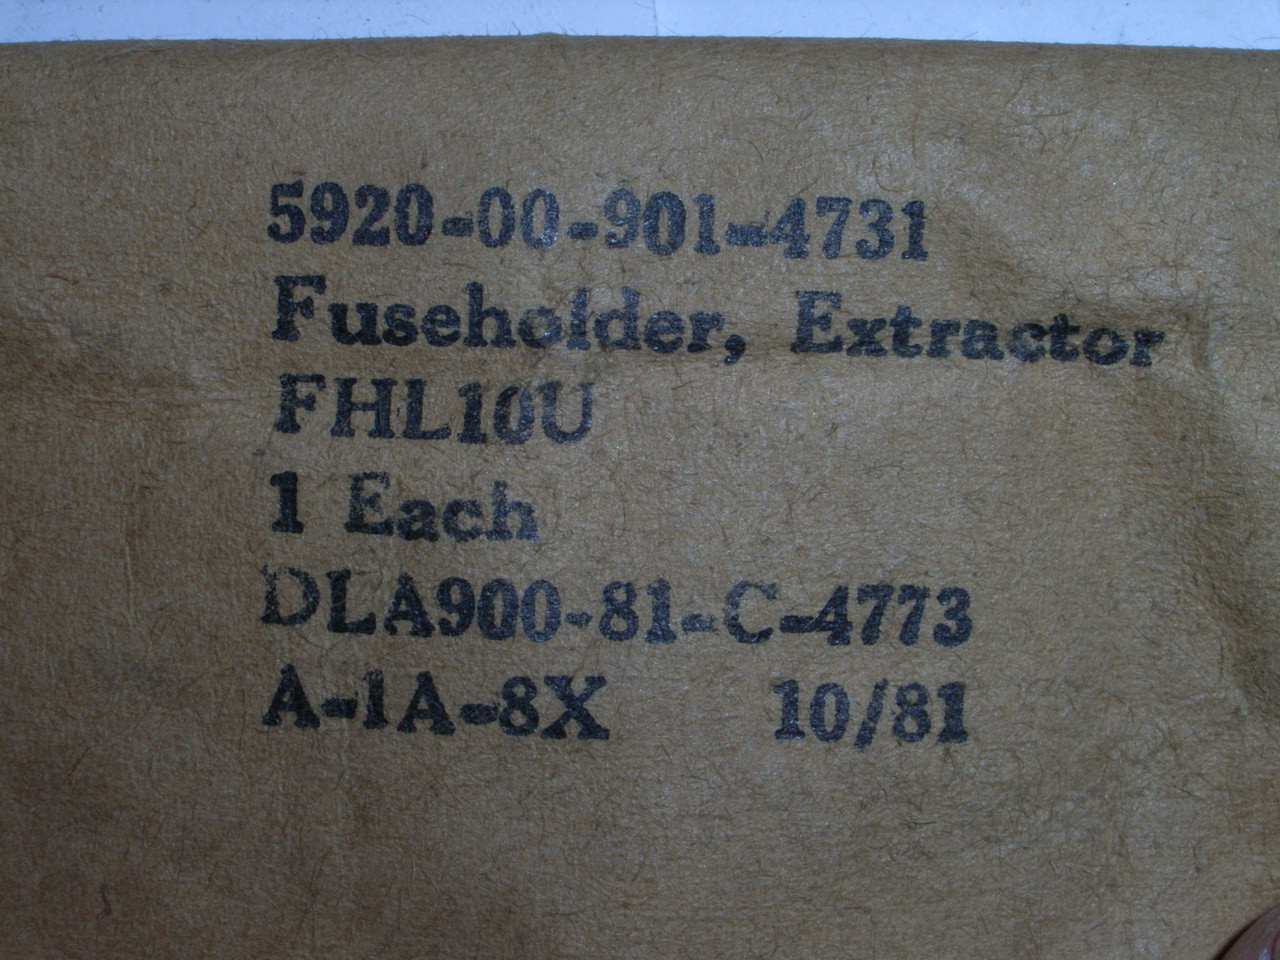 5920-00-901-4731
Fuseholder, Extractor
FHL10U
1 Each
DLA900-81-C-4773
A-1A-8X 10/81